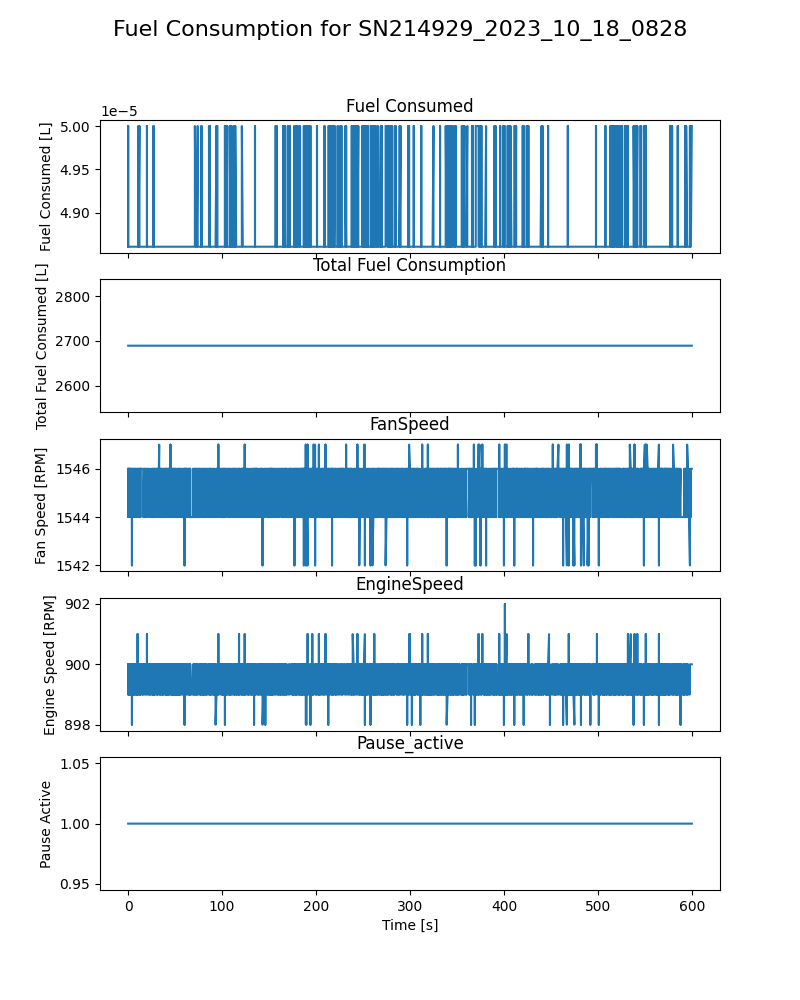 Fuel Consumption for SN214929_2023_10_18_0828
1e−5
Fuel Consumed
5.00
4.95
4.90
Fuel Consumed [L]
Total Fuel Consumption
2800
2700
2600
Total Fuel Consumed [L]
FanSpeed
1546
1544
1542
Fan Speed [RPM]
EngineSpeed
902
900
898
Engine Speed [RPM]
Pause_active
1.05
1.00
0.95
Pause Active
0 100 200 300 400 500 600
Time [s]